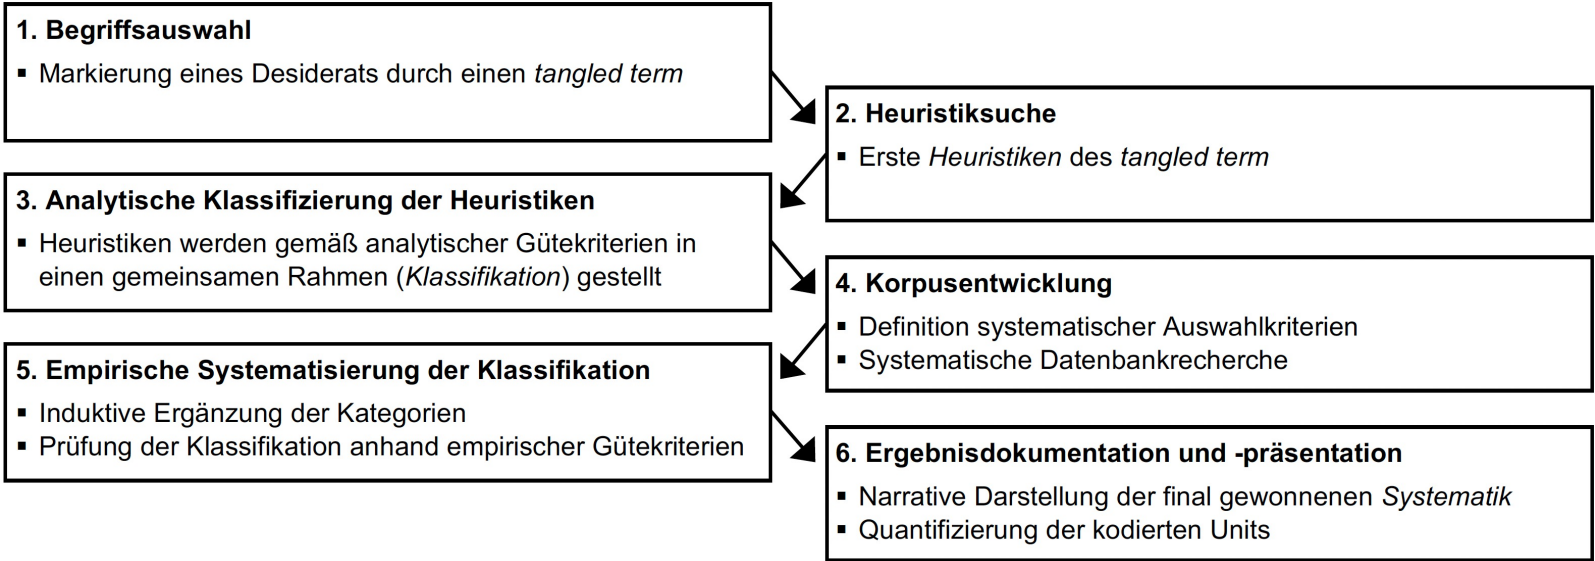 1. Begriffsauswahl
▪ Markierung eines Desiderats durch einen tangled term
2. Heuristiksuche
▪ Erste Heuristiken des tangled term
3. Analytische Klassifizierung der Heuristiken
▪ Heuristiken werden gemäß analytischer Gütekriterien in
einen gemeinsamen Rahmen (Klassifikation) gestellt
4. Korpusentwicklung
▪ Definition systematischer Auswahlkriterien
▪ Systematische Datenbankrecherche
5. Empirische Systematisierung der Klassifikation
▪ Induktive Ergänzung der Kategorien
▪ Prüfung der Klassifikation anhand empirischer Gütekriterien
6. Ergebnisdokumentation und -präsentation
▪ Narrative Darstellung der final gewonnenen Systematik
▪ Quantifizierung der kodierten Units